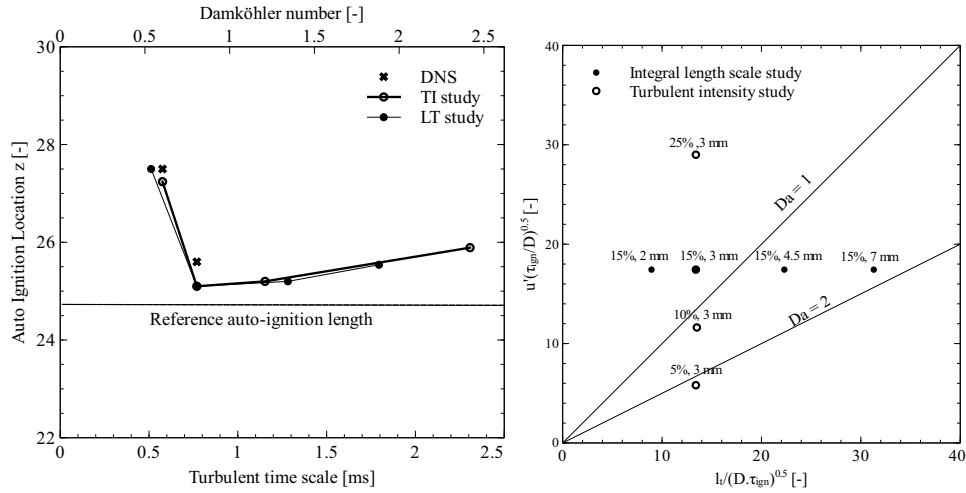 Damköhler number [-]
0 0.5 1 1.5 2 2.5
30
28
26
24
22
Auto Ignition Location z [-]
DNS
TI study
LT study
Reference auto-ignition length
0 0.5 1 1.5 2 2.5
Turbulent time scale [ms]
40
30
20
10
0
u'(τign/D)^0.5 [-]
Integral length scale study
Turbulent intensity study
25%, 3 mm
Da = 1
15%, 2 mm 15%, 3 mm 15%, 4.5 mm 15%, 7 mm
10%, 3 mm
Da = 2
5%, 3 mm
0 10 20 30 40
lt/(D.τign)^0.5 [-]